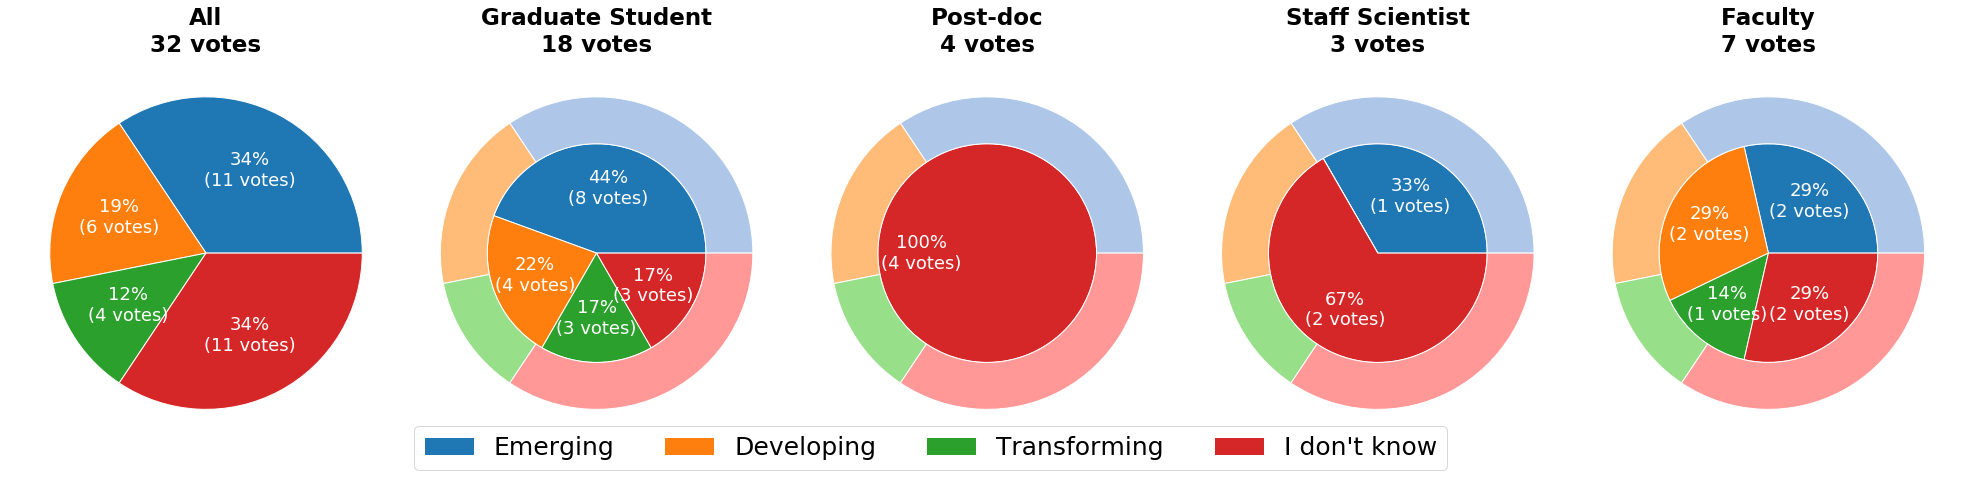 All
32 votes
34%
(11 votes)
19%
(6 votes)
12%
(4 votes)
34%
(11 votes)
Graduate Student
18 votes
44%
(8 votes)
22%
(4 votes)
17%
(3 votes)
17%
(3 votes)
Post-doc
4 votes
100%
(4 votes)
Staff Scientist
3 votes
33%
(1 votes)
67%
(2 votes)
Faculty
7 votes
29%
(2 votes)
29%
(2 votes)
14%
(1 votes)
29%
(2 votes)
Emerging
Developing
Transforming
I don't know